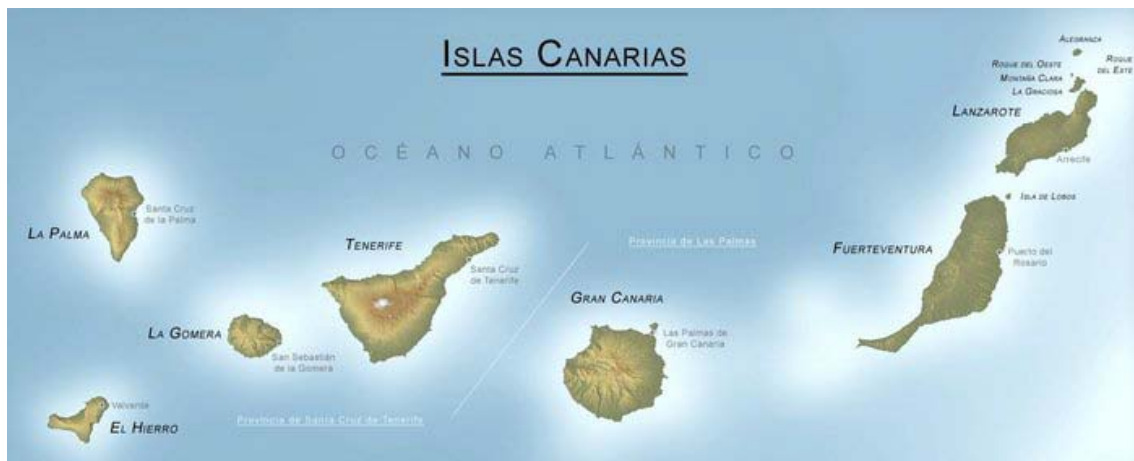 ISLAS CANARIAS
ALEGRANZA
ROQUE DEL OESTE
ROQUE
DEL ESTE
MONTAÑA CLARA
LA GRACIOSA
LANZAROTE
OCÉANO ATLÁNTICO
Arrecife
ISLA DE LOBOS
Santa Cruz
de la Palma
LA PALMA
TENERIFE
Provincia de Las Palmas
FUERTEVENTURA
Puerto del
Rosario
Santa Cruz
de Tenerife
GRAN CANARIA
LA GOMERA
Las Palmas de
Gran Canaria
San Sebastián
de la Gomera
Valverde
EL HIERRO
Provincia de Santa Cruz de Tenerife